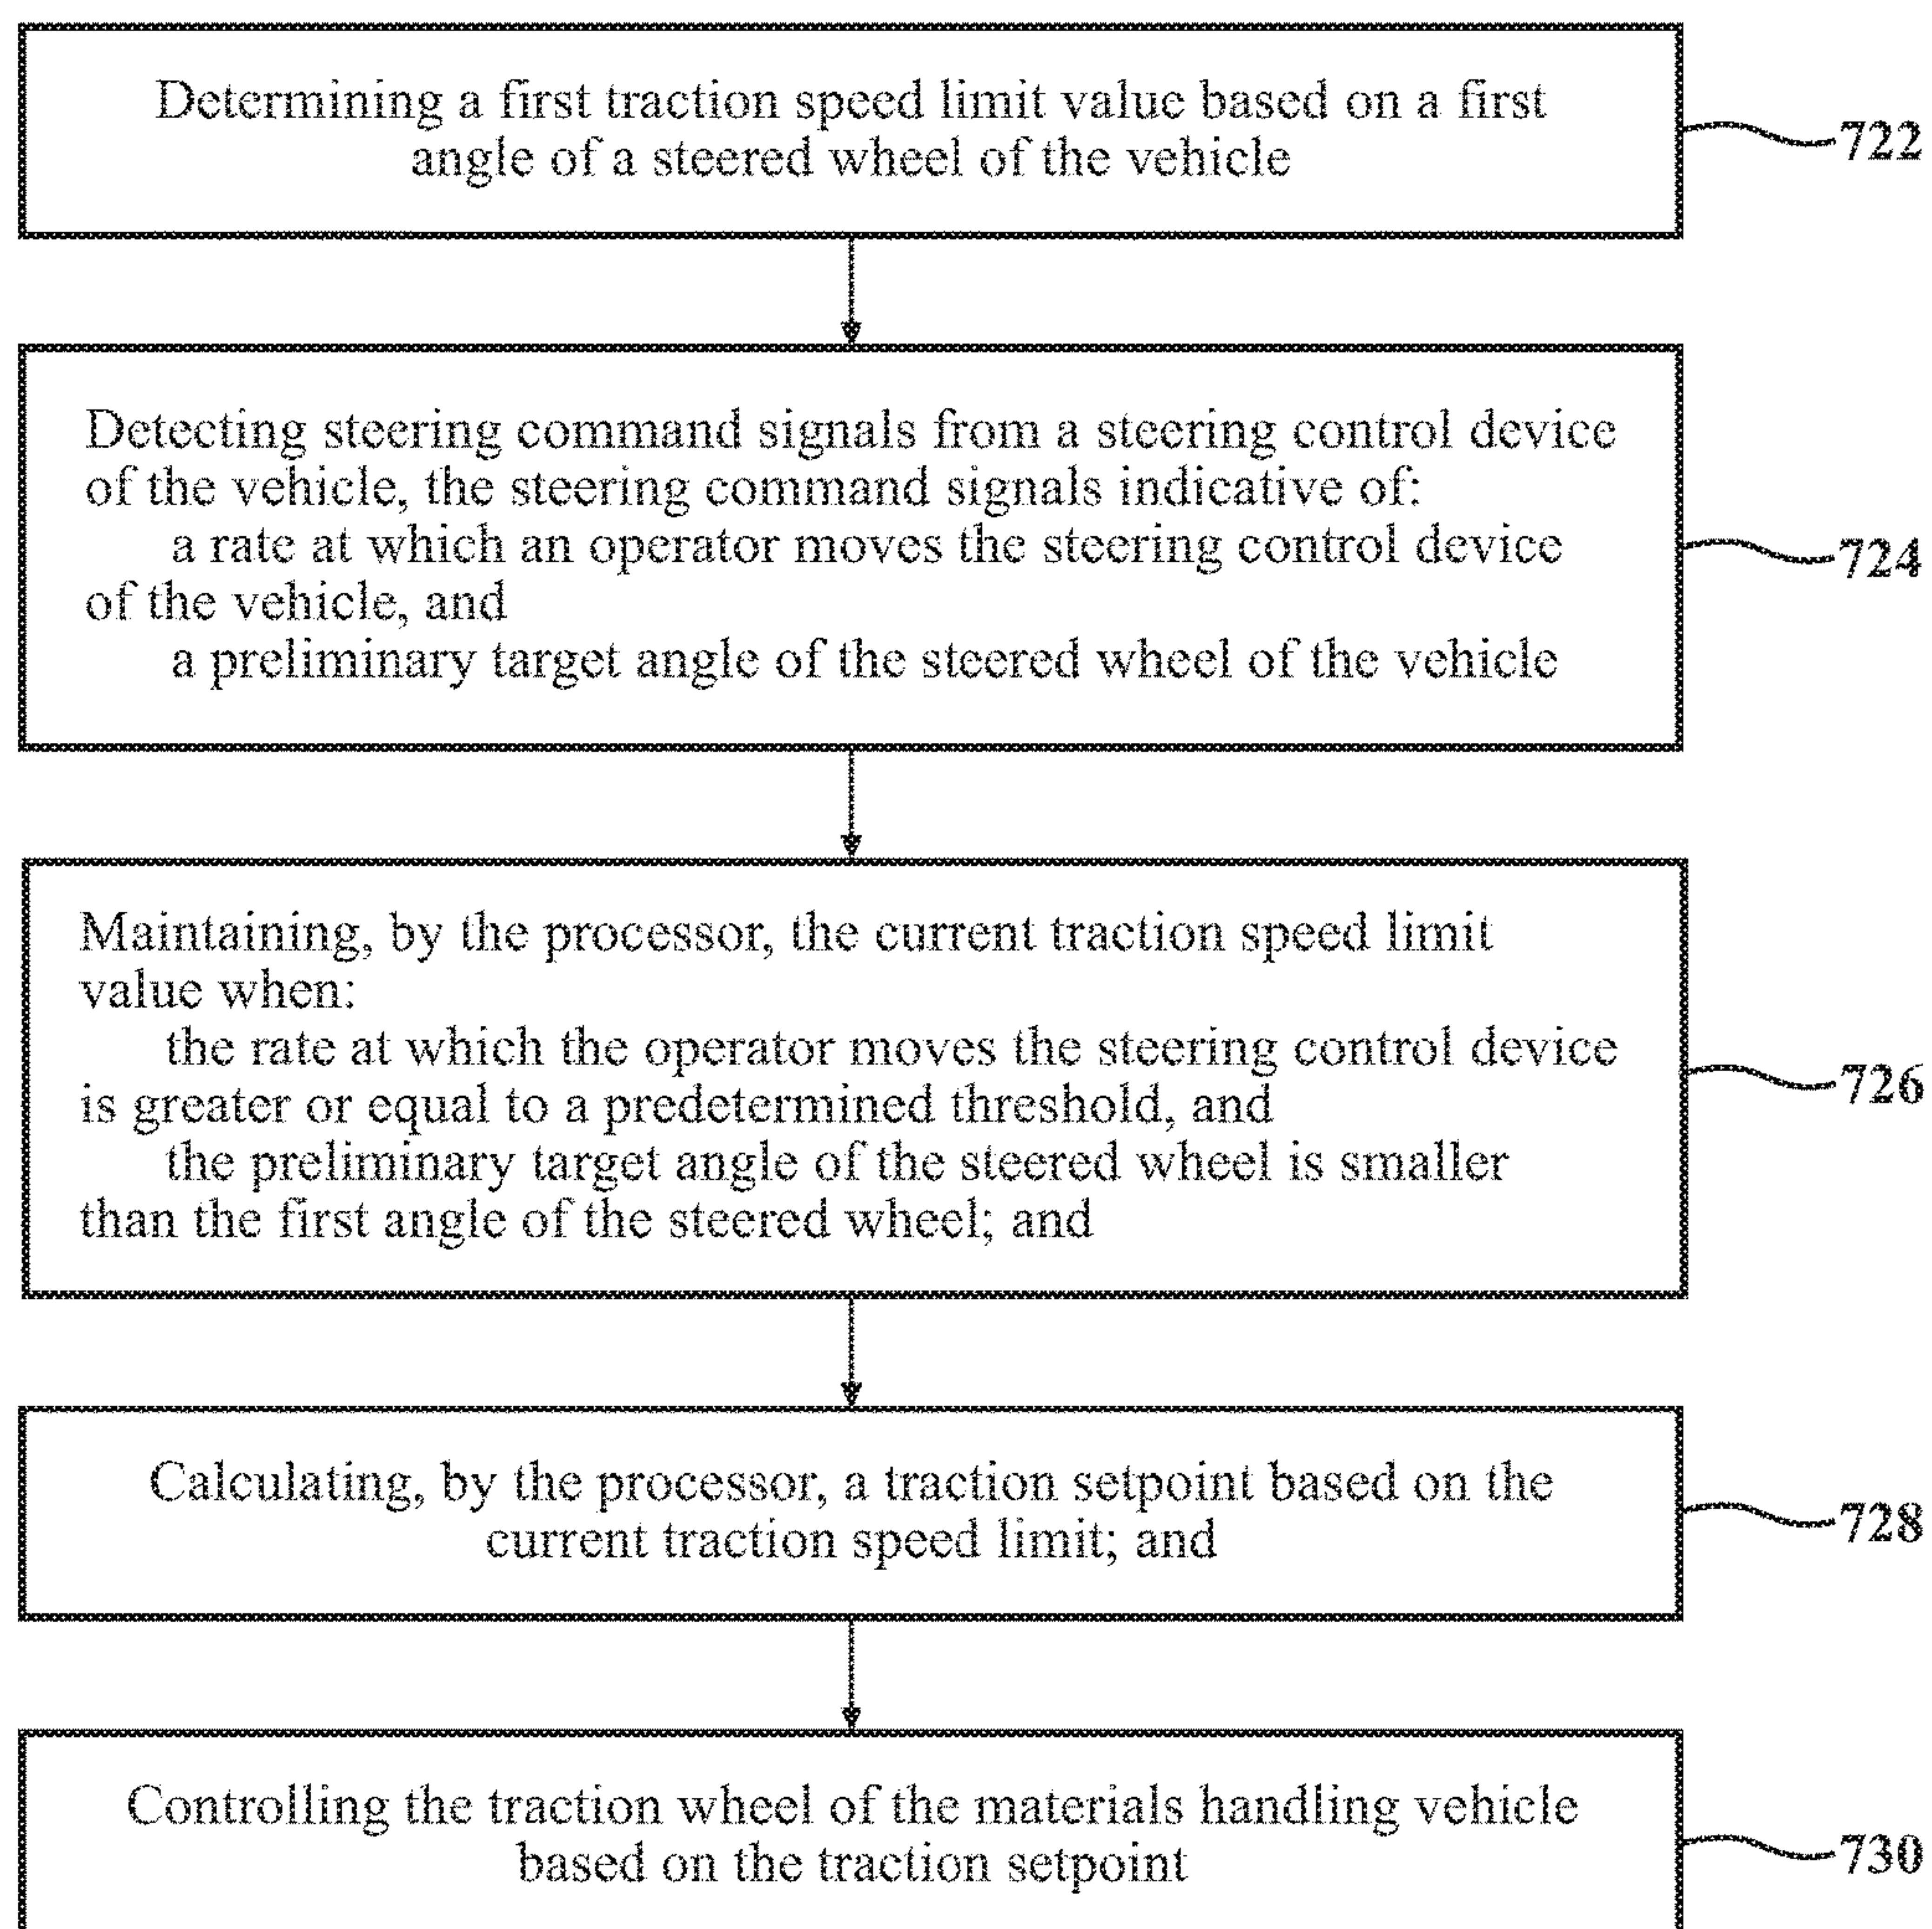 Determining a first traction speed limit value based on a first
angle of a steered wheel of the vehicle
722
Detecting steering command signals from a steering control device
of the vehicle, the steering command signals indicative of:
a rate at which an operator moves the steering control device
of the vehicle, and
a preliminary target angle of the steered wheel of the vehicle
724
Maintaining, by the processor, the current traction speed limit
value when:
the rate at which the operator moves the steering control device
is greater or equal to a predetermined threshold, and
the preliminary target angle of the steered wheel is smaller
than the first angle of the steered wheel; and
726
Calculating, by the processor, a traction setpoint based on the
current traction speed limit; and
728
Controlling the traction wheel of the materials handling vehicle
based on the traction setpoint
730